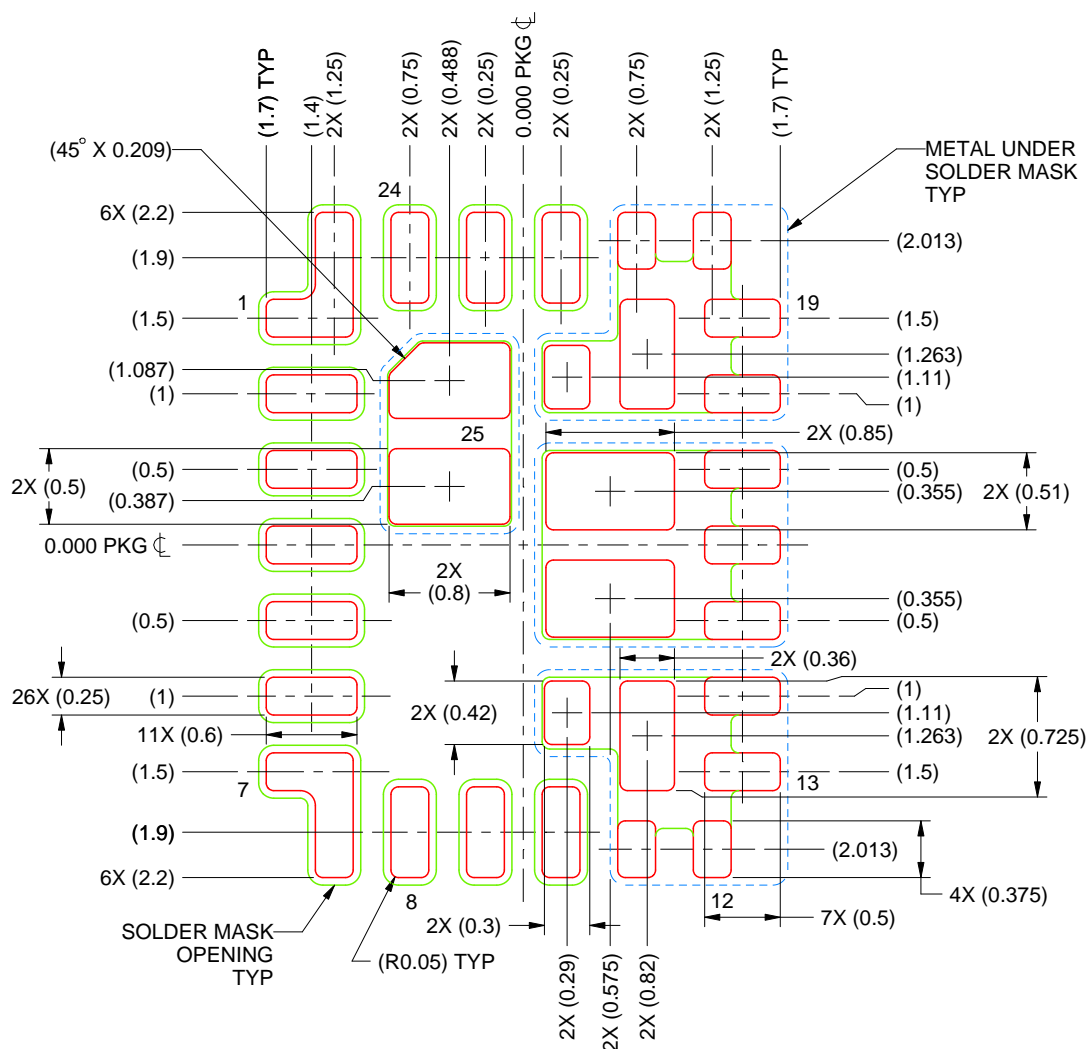 (1.7) TYP
(1.4)
2X (1.25)
2X (0.75)
2X (0.488)
2X (0.25)
0.000 PKG ℄
2X (0.25)
2X (0.75)
2X (1.25)
(1.7) TYP
(45° X 0.209)
METAL UNDER
SOLDER MASK
TYP
24
6X (2.2)
(2.013)
(1.9)
1
19
(1.5)
(1.5)
(1.263)
(1.087)
(1.11)
(1)
(1)
25
2X (0.85)
(0.5)
(0.5)
2X (0.5)
(0.387)
(0.355)
2X (0.51)
0.000 PKG ℄
2X
(0.8)
(0.355)
(0.5)
(0.5)
2X (0.36)
26X (0.25)
(1)
2X (0.42)
(1)
(1.11)
11X (0.6)
(1.263)
2X (0.725)
(1.5)
(1.5)
7
13
(1.9)
(2.013)
6X (2.2)
4X (0.375)
8
12
2X (0.3)
7X (0.5)
SOLDER MASK
OPENING
TYP
(R0.05) TYP
2X (0.29)
2X (0.575)
2X (0.82)